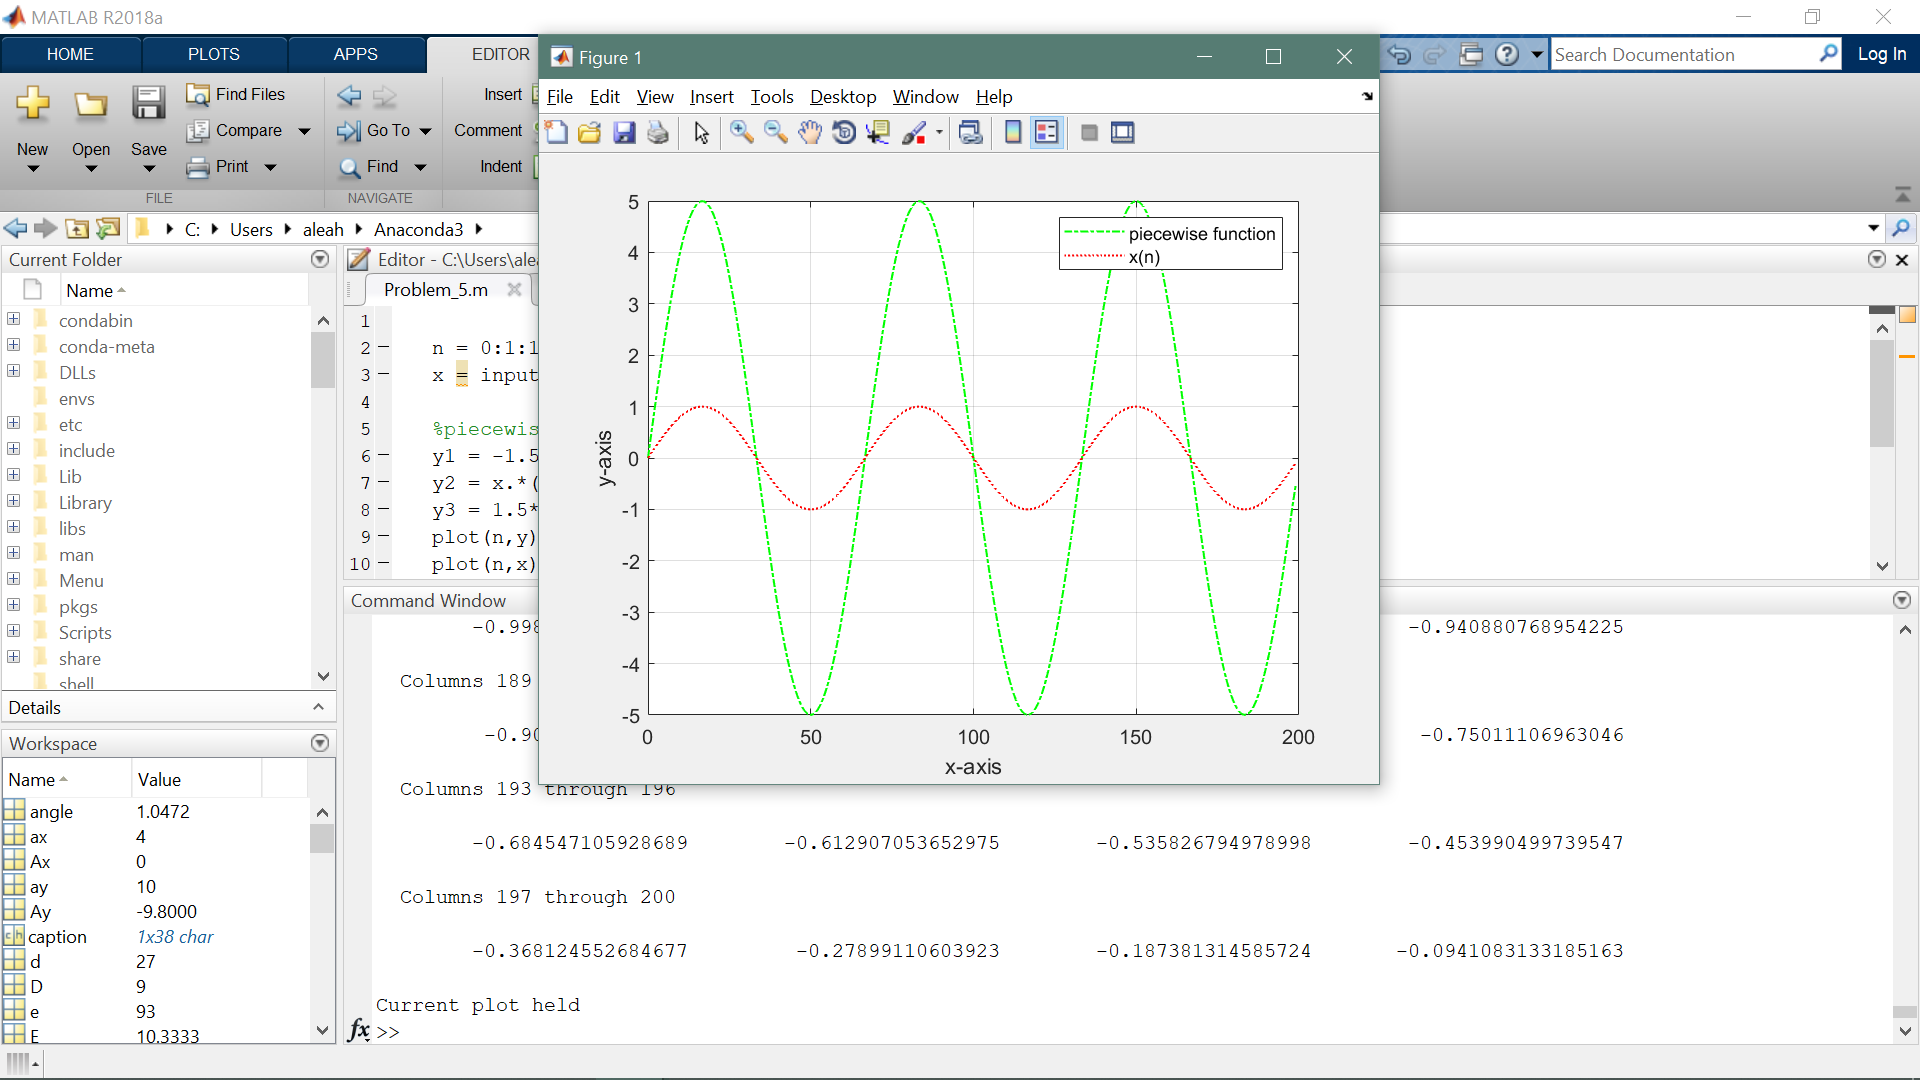 MATLAB R2018a
HOME PLOTS APPS EDITOR
Search Documentation Log In
New Open Save
Find Files
Compare
Print
FILE
Go To
Find
NAVIGATE
Insert
Comment
Indent
C: Users aleah Anaconda3
Current Folder
Name
condabin
conda-meta
DLLs
envs
etc
include
Lib
Library
libs
man
Menu
pkgs
Scripts
share
shell
Details
Workspace
Name Value
angle 1.0472
ax 4
Ax 0
ay 10
Ay -9.8000
caption 1x38 char
d 27
D 9
e 93
E 10.3333
Editor - C:\Users\alea
Problem_5.m
1
2 n = 0:1:1
3 x = input
4
5 %piecewis
6 y1 = -1.5
7 y2 = x.*(
8 y3 = 1.5*
9 plot(n,y)
10 plot(n,x)
Figure 1
File Edit View Insert Tools Desktop Window Help
5
4
3
2
1
0
-1
-2
-3
-4
-5
0 50 100 150 200
y-axis
x-axis
piecewise function
x(n)
Command Window
-0.998 -0.940880768954225
Columns 189
-0.90 -0.75011106963046
Columns 193 through 196
-0.684547105928689 -0.612907053652975 -0.535826794978998 -0.453990499739547
Columns 197 through 200
-0.368124552684677 -0.27899110603923 -0.187381314585724 -0.0941083133185163
Current plot held
fx >>